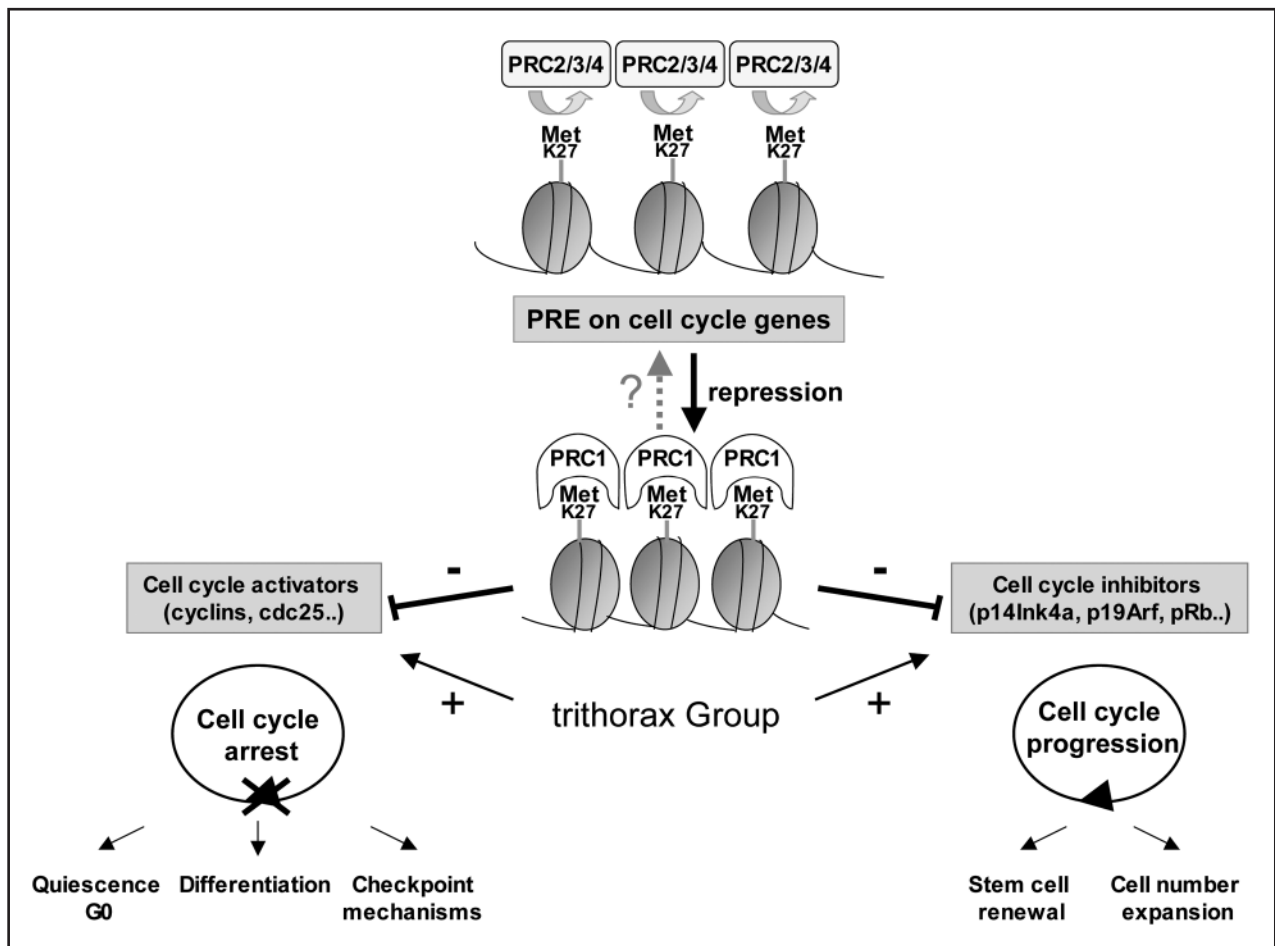 PRC2/3/4 PRC2/3/4 PRC2/3/4
Met Met Met
K27 K27 K27
PRE on cell cycle genes
? repression
PRC1 PRC1 PRC1
Met Met Met
K27 K27 K27
- -
Cell cycle activators
(cyclins, cdc25..)
Cell cycle inhibitors
(p14Ink4a, p19Arf, pRb..)
+ trithorax Group +
Cell cycle
arrest
Cell cycle
progression
Quiescence
G0
Differentiation
Checkpoint
mechanisms
Stem cell
renewal
Cell number
expansion